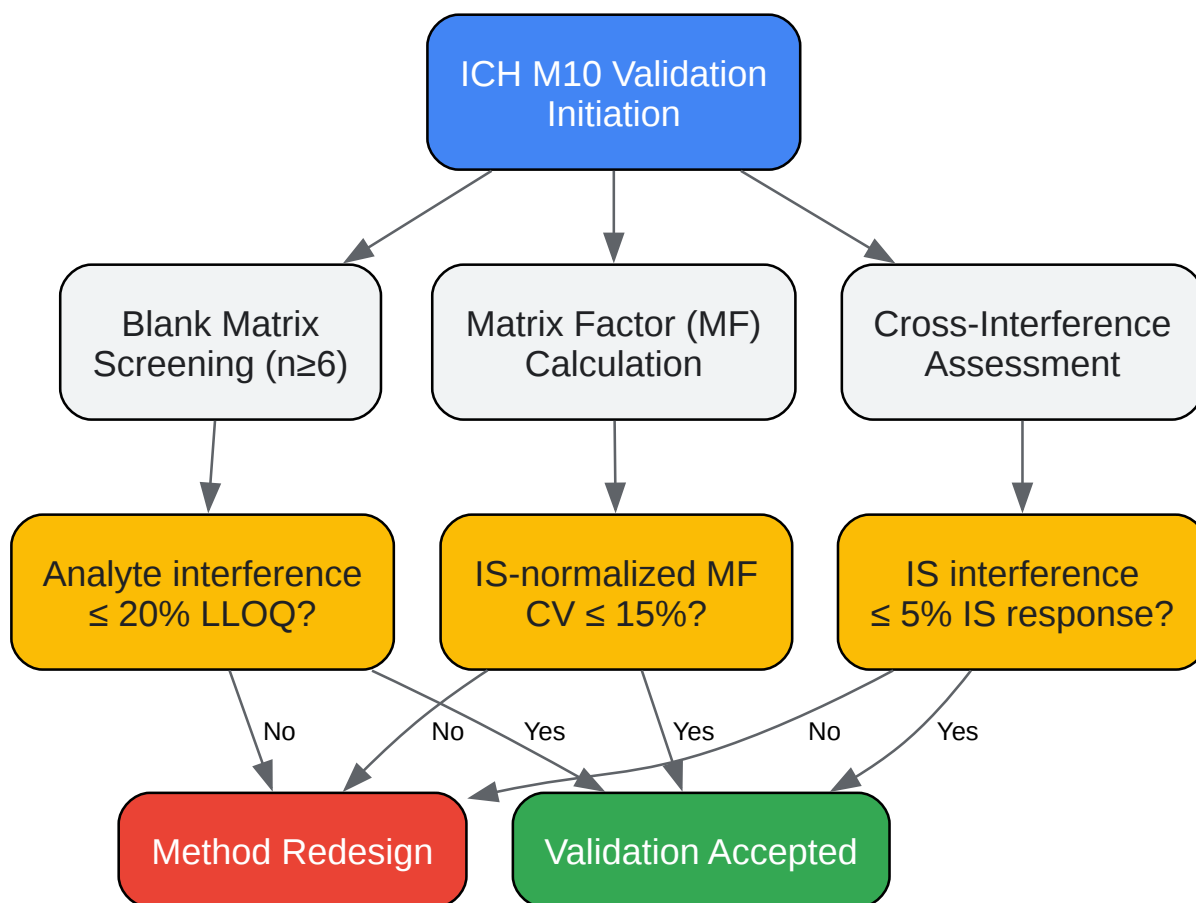 ICH M10 Validation
Initiation
Blank Matrix
Screening (n≥6)
Matrix Factor (MF)
Calculation
Cross-Interference
Assessment
Analyte interference
≤ 20% LLOQ?
IS-normalized MF
CV ≤ 15%?
IS interference
≤ 5% IS response?
No
No
Yes
Yes
No
Yes
Method Redesign
Validation Accepted